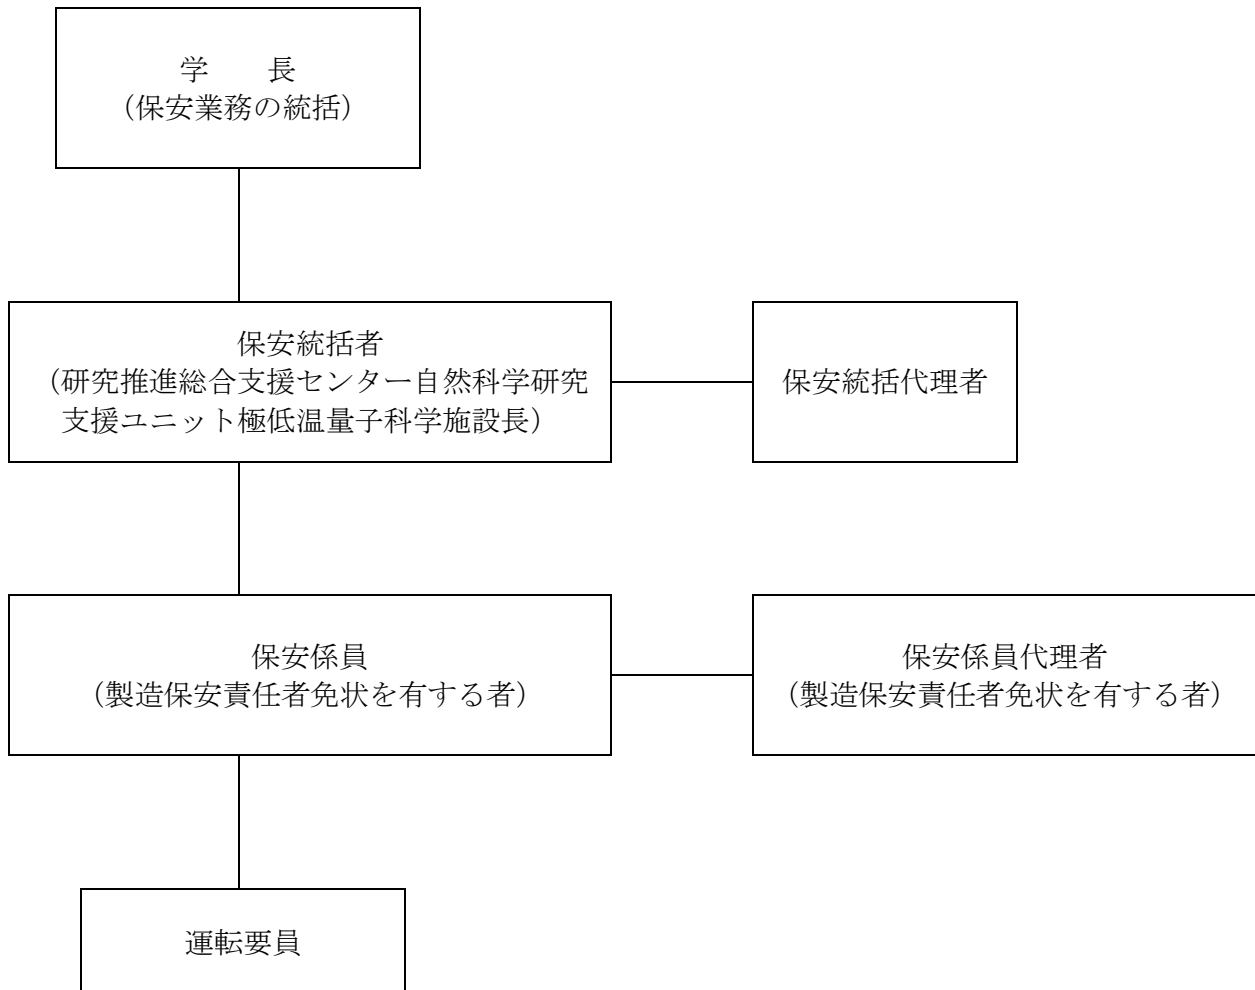 学　　長
（保安業務の統括）
保安統括者
（研究推進総合支援センター自然科学研究
支援ユニット極低温量子科学施設長）
保安統括代理者
保安係員
（製造保安責任者免状を有する者）
保安係員代理者
（製造保安責任者免状を有する者）
運転要員